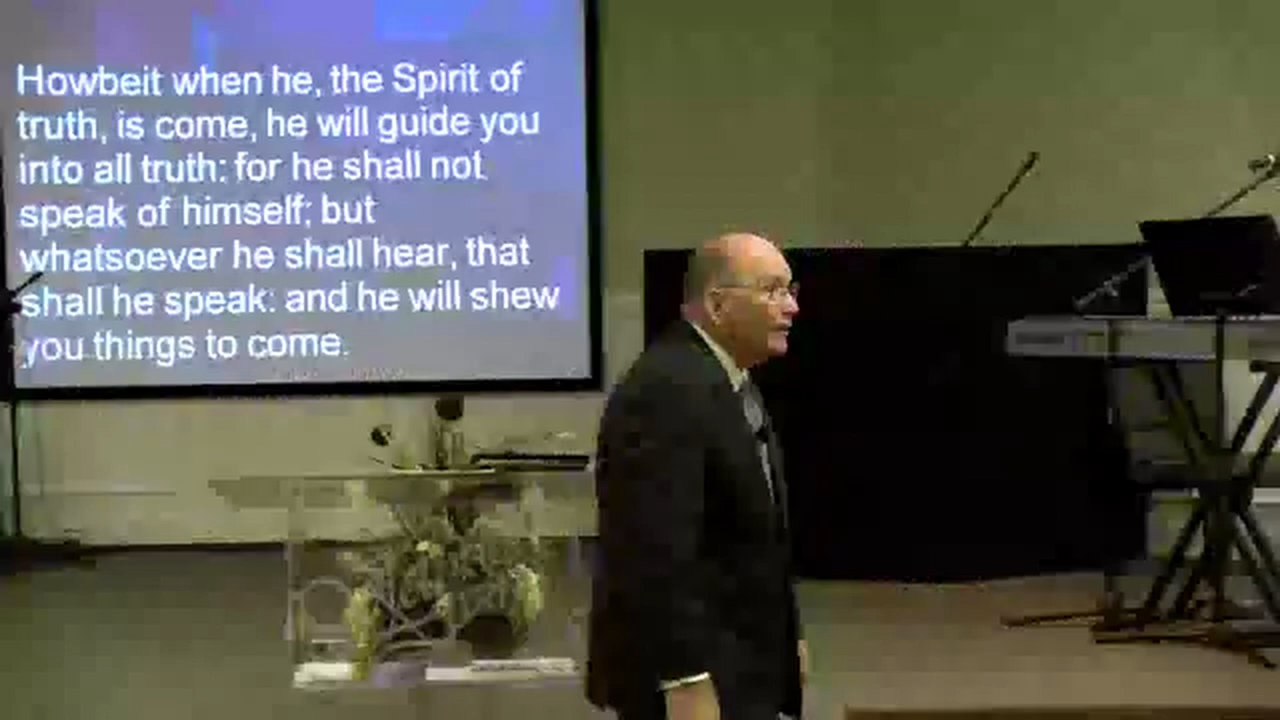 Howbeit when he, the Spirit of
truth, is come, he will guide you
into all truth: for he shall not
speak of himself; but
whatsoever he shall hear, that
shall he speak: and he will shew
you things to come.